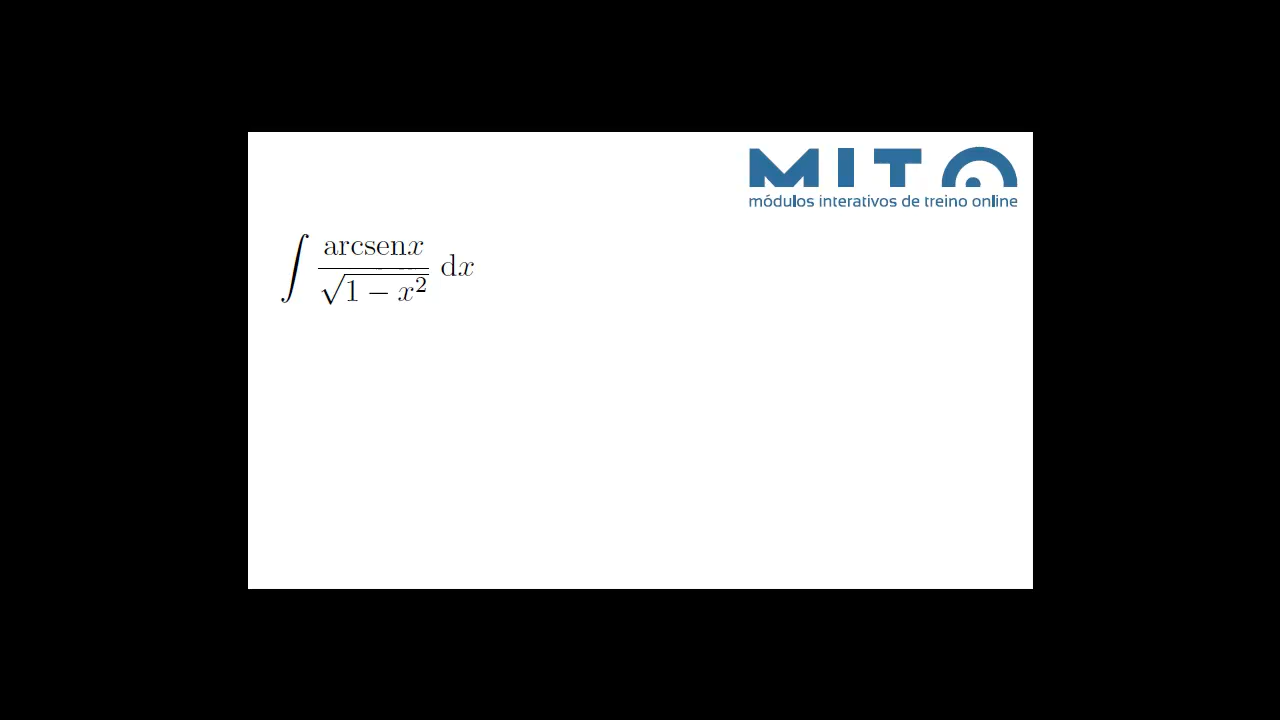 MITO
módulos interativos de treino online
∫ arcsenx / √(1 − x²) dx